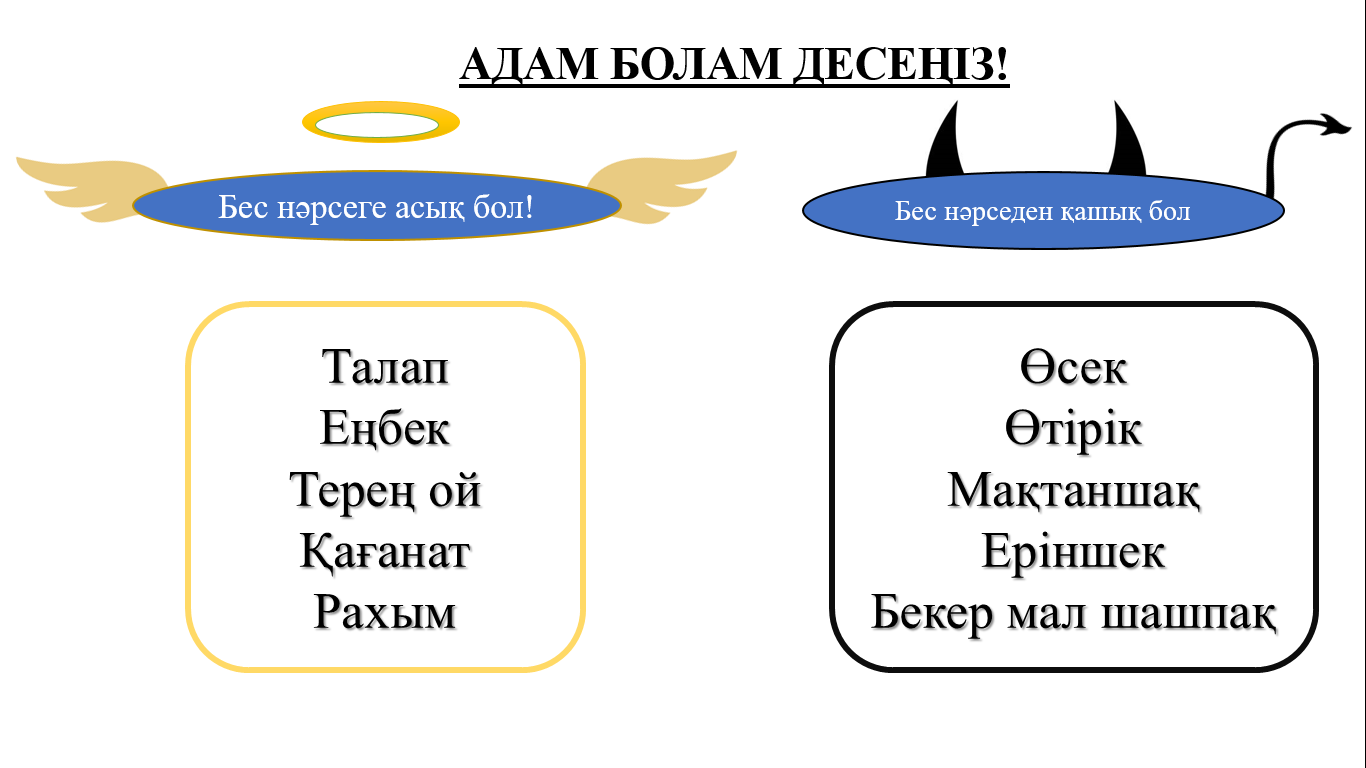 АДАМ БОЛАМ ДЕСЕҢІЗ!
Бес нәрсеге асық бол!
Талап
Еңбек
Терең ой
Қағанат
Рахым
Бес нәрседен қашық бол
Өсек
Өтірік
Мақтаншақ
Еріншек
Бекер мал шашпақ